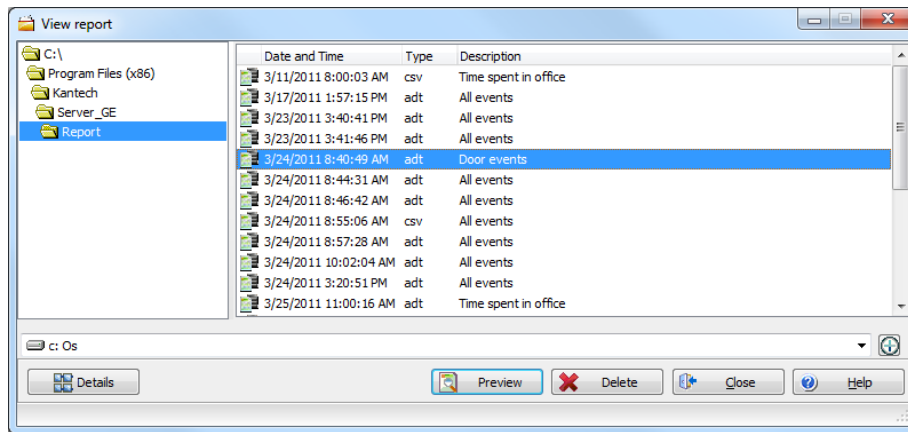 View report
C:\
Program Files (x86)
Kantech
Server_GE
Report
Date and Time Type Description
3/11/2011 8:00:03 AM csv Time spent in office
3/17/2011 1:57:15 PM adt All events
3/23/2011 3:40:41 PM adt All events
3/23/2011 3:41:46 PM adt All events
3/24/2011 8:40:49 AM adt Door events
3/24/2011 8:44:31 AM adt All events
3/24/2011 8:46:42 AM adt All events
3/24/2011 8:55:06 AM csv All events
3/24/2011 8:57:28 AM adt All events
3/24/2011 10:02:04 AM adt All events
3/24/2011 3:20:51 PM adt All events
3/25/2011 11:00:16 AM adt Time spent in office
c: Os
Details Preview Delete Close Help